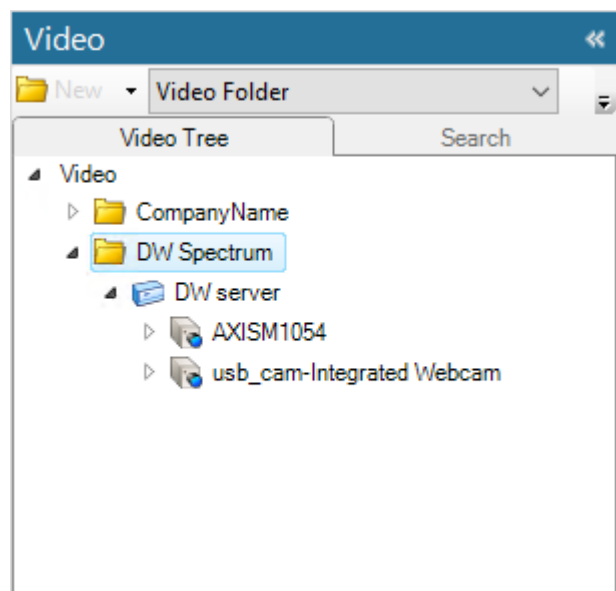 Video
New Video Folder
Video Tree Search
Video
CompanyName
DW Spectrum
DW server
AXISM1054
usb_cam-Integrated Webcam